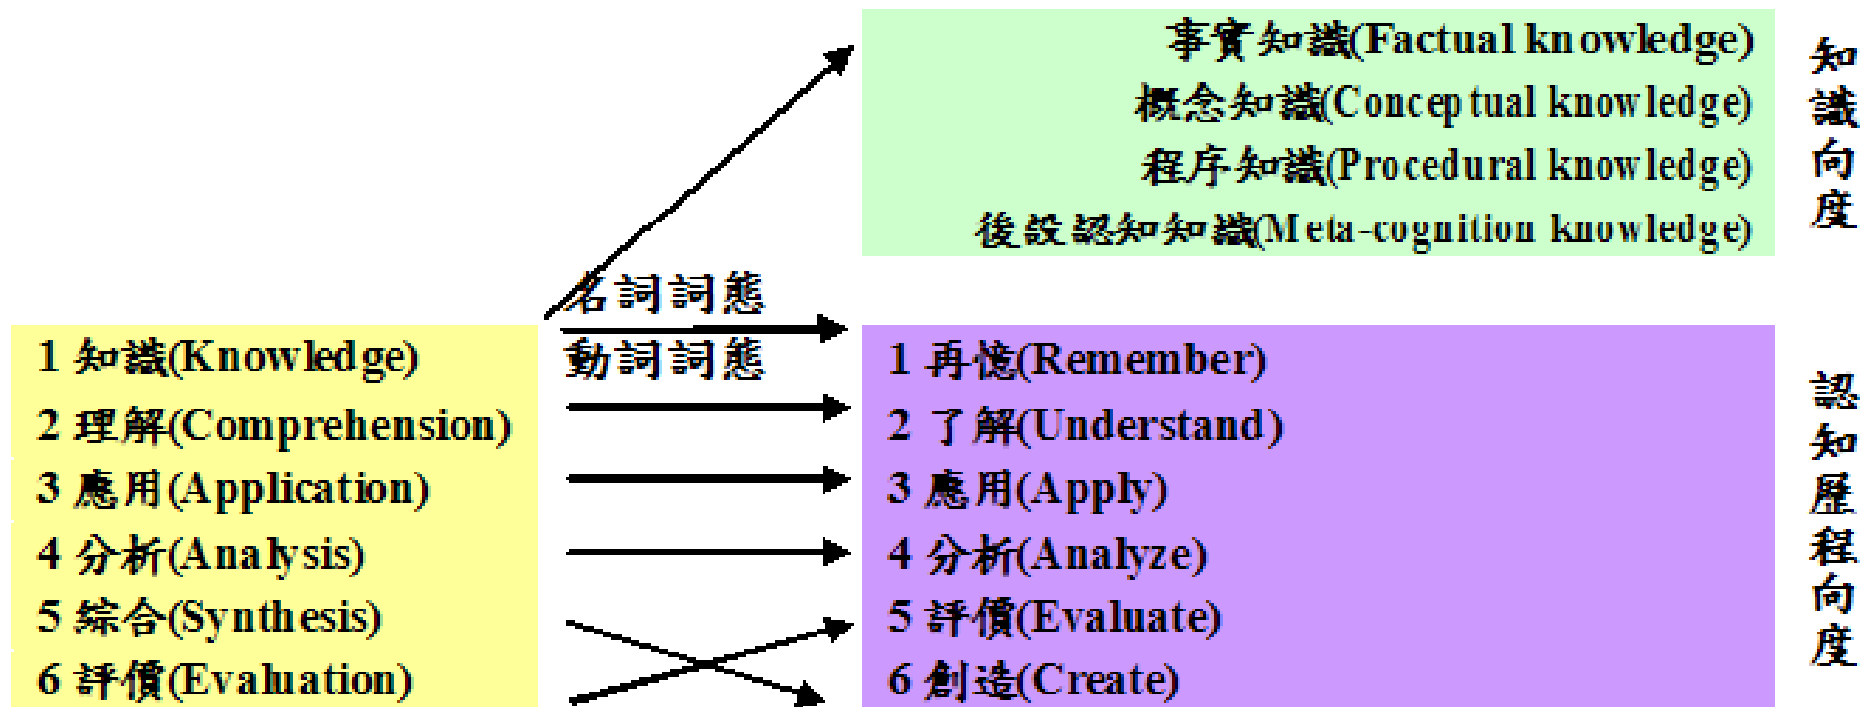 事實知識(Factual knowledge)
概念知識(Conceptual knowledge)
程序知識(Procedural knowledge)
後設認知知識(Meta-cognition knowledge)
知識向度
名詞詞態
動詞詞態
1 知識(Knowledge)
2 理解(Comprehension)
3 應用(Application)
4 分析(Analysis)
5 綜合(Synthesis)
6 評價(Evaluation)
1 再憶(Remember)
2 了解(Understand)
3 應用(Apply)
4 分析(Analyze)
5 評價(Evaluate)
6 創造(Create)
認知歷程向度